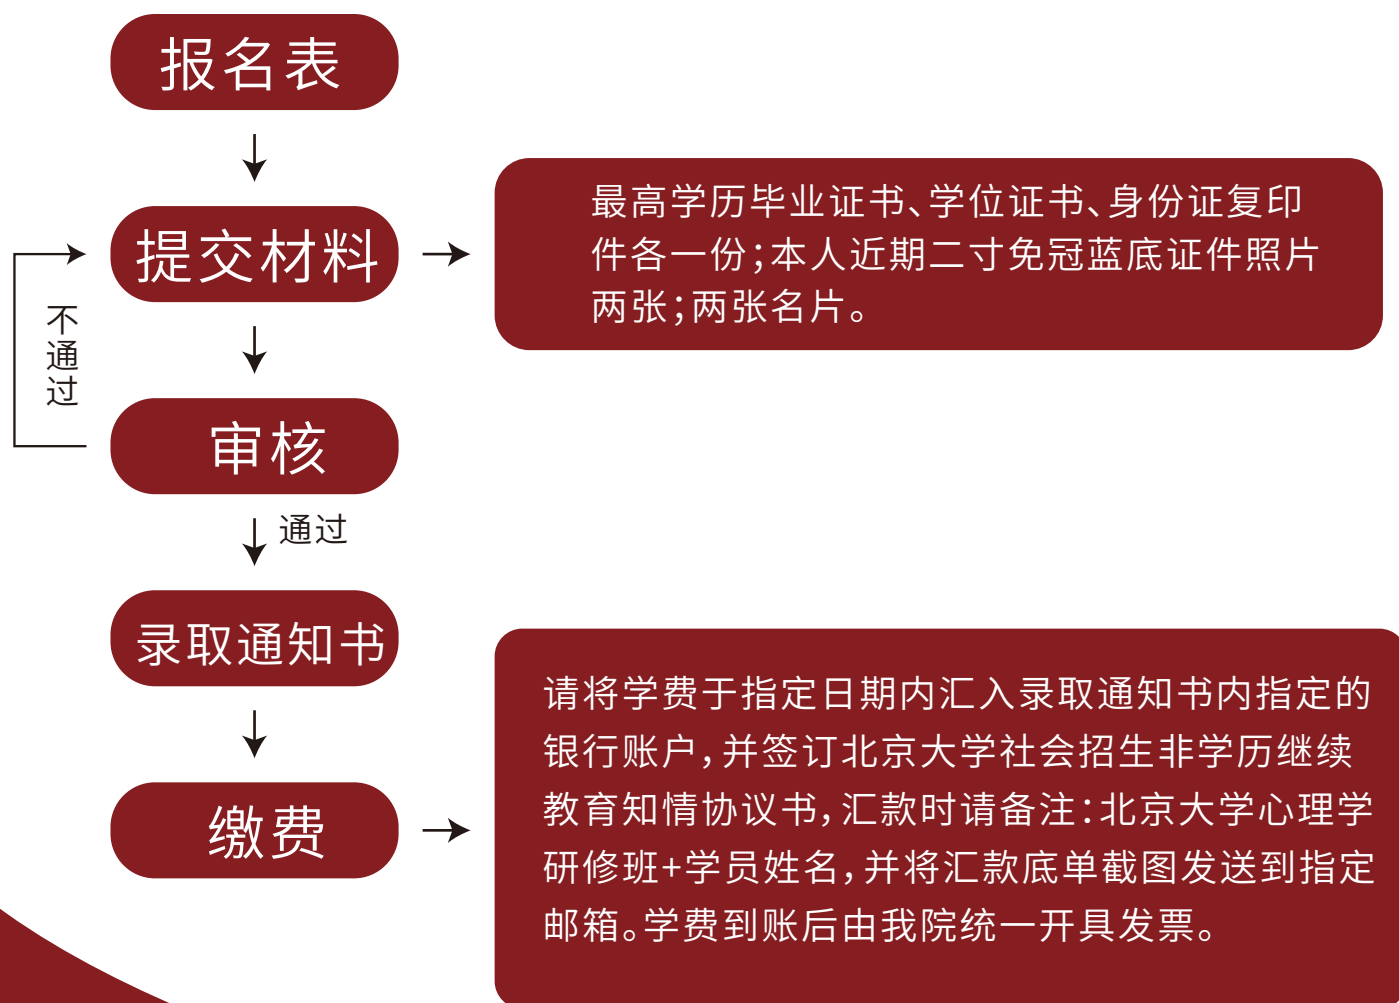 报名表
提交材料
最高学历毕业证书、学位证书、身份证复印
件各一份；本人近期二寸免冠蓝底证件照片
两张；两张名片。
不通过
审核
通过
录取通知书
缴费
请将学费于指定日期内汇入录取通知书内指定的
银行账户，并签订北京大学社会招生非学历继续
教育知情协议书，汇款时请备注：北京大学心理学
研修班+学员姓名，并将汇款底单截图发送到指定
邮箱。学费到账后由我院统一开具发票。